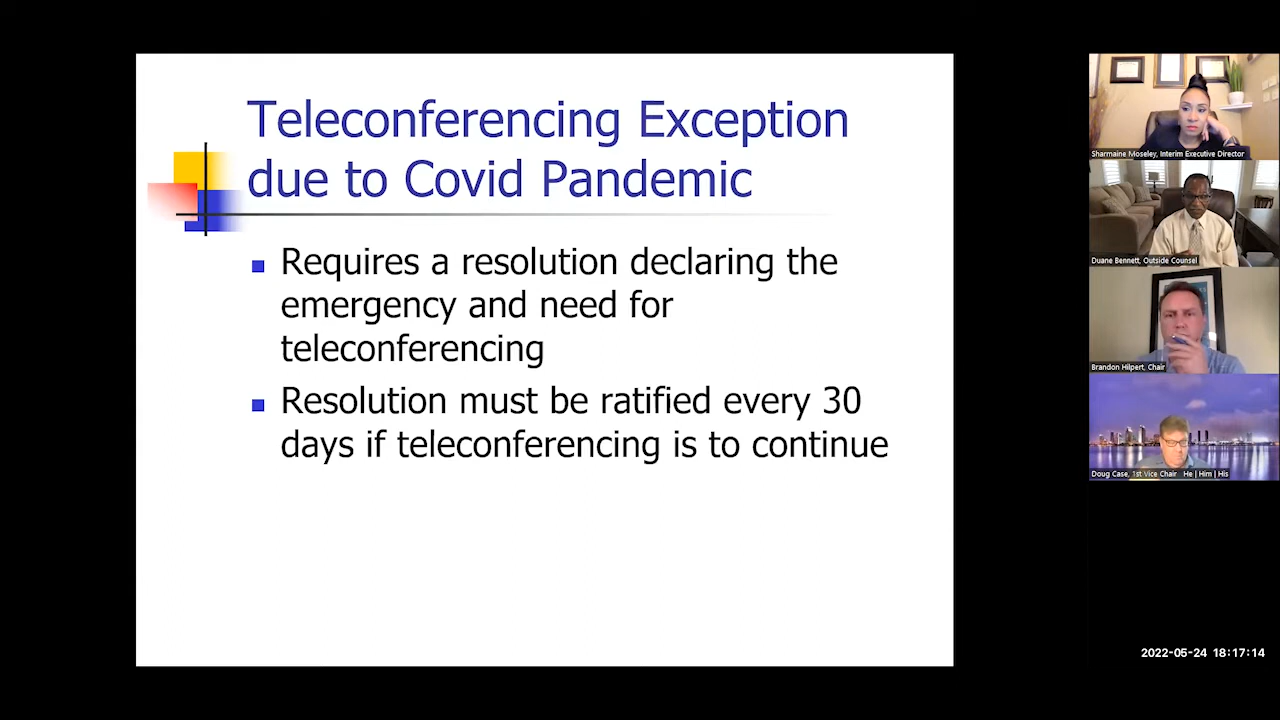 Teleconferencing Exception
due to Covid Pandemic
Requires a resolution declaring the
emergency and need for
teleconferencing
Resolution must be ratified every 30
days if teleconferencing is to continue
Sharmaine Moseley, Interim Executive Director
Duane Bennett, Outside Counsel
Brandon Hilpert, Chair
Doug Case, 1st Vice Chair He | Him | His
2022-05-24 18:17:14